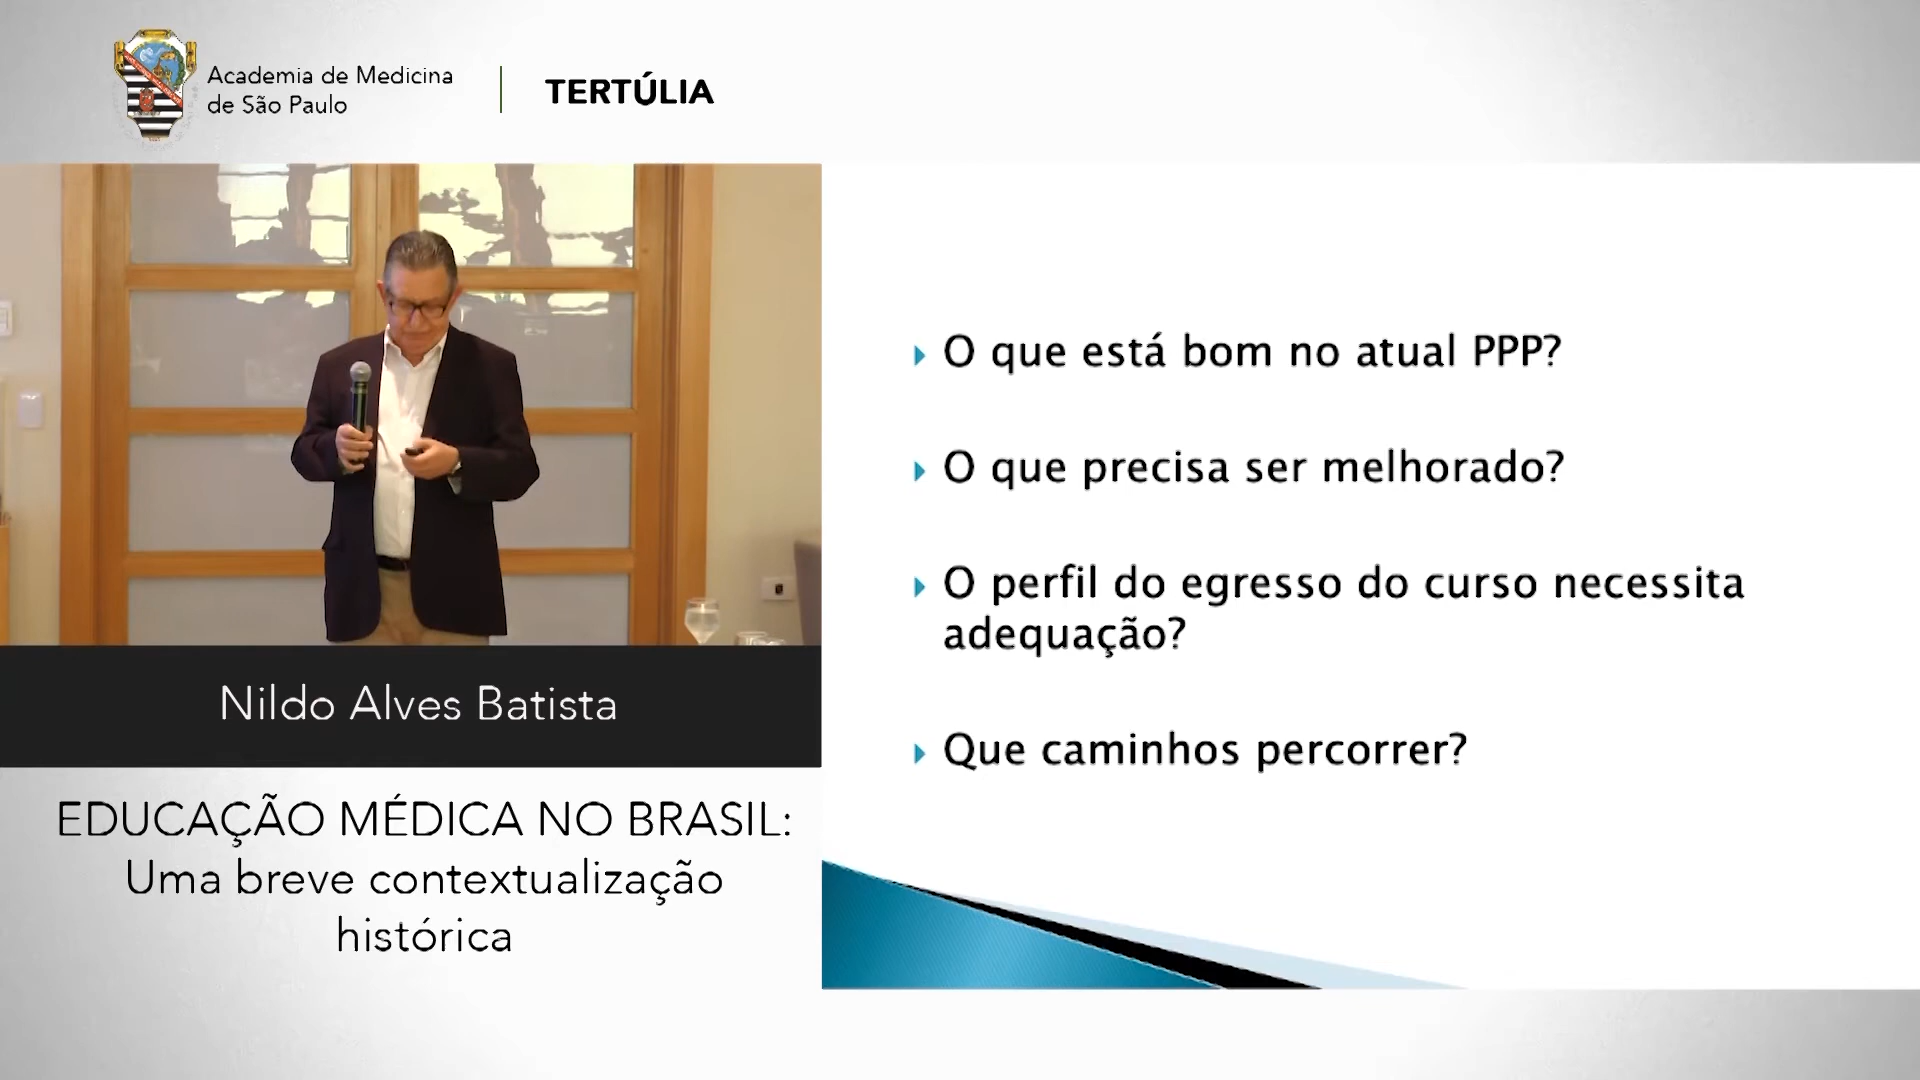 Academia de Medicina
de São Paulo
TERTÚLIA
O que está bom no atual PPP?
O que precisa ser melhorado?
O perfil do egresso do curso necessita
adequação?
Que caminhos percorrer?
Nildo Alves Batista
EDUCAÇÃO MÉDICA NO BRASIL:
Uma breve contextualização
histórica